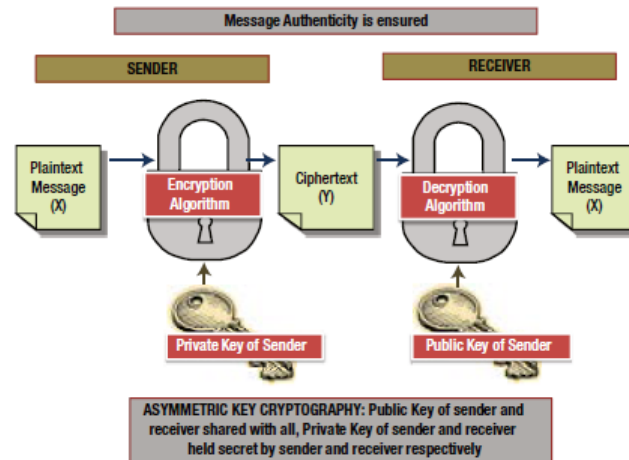 Message Authenticity is ensured
SENDER
RECEIVER
Plaintext
Message
(X)
Encryption
Algorithm
Ciphertext
(Y)
Decryption
Algorithm
Plaintext
Message
(X)
Private Key of Sender
Public Key of Sender
ASYMMETRIC KEY CRYPTOGRAPHY: Public Key of sender and
receiver shared with all, Private Key of sender and receiver
held secret by sender and receiver respectively